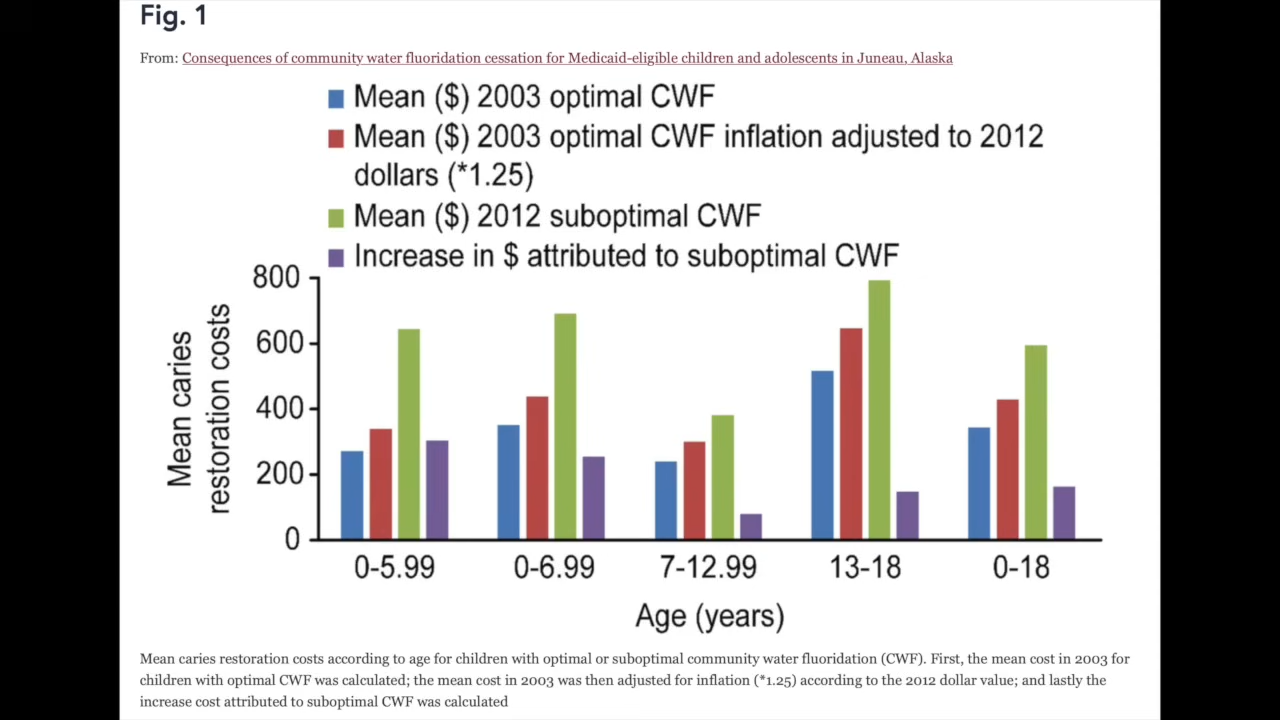 Fig. 1
From: Consequences of community water fluoridation cessation for Medicaid-eligible children and adolescents in Juneau, Alaska
Mean ($) 2003 optimal CWF
Mean ($) 2003 optimal CWF inflation adjusted to 2012
dollars (*1.25)
Mean ($) 2012 suboptimal CWF
Increase in $ attributed to suboptimal CWF
Mean caries
restoration costs
800
600
400
200
0
0-5.99
0-6.99
7-12.99
13-18
0-18
Age (years)
Mean caries restoration costs according to age for children with optimal or suboptimal community water fluoridation (CWF). First, the mean cost in 2003 for
children with optimal CWF was calculated; the mean cost in 2003 was then adjusted for inflation (*1.25) according to the 2012 dollar value; and lastly the
increase cost attributed to suboptimal CWF was calculated